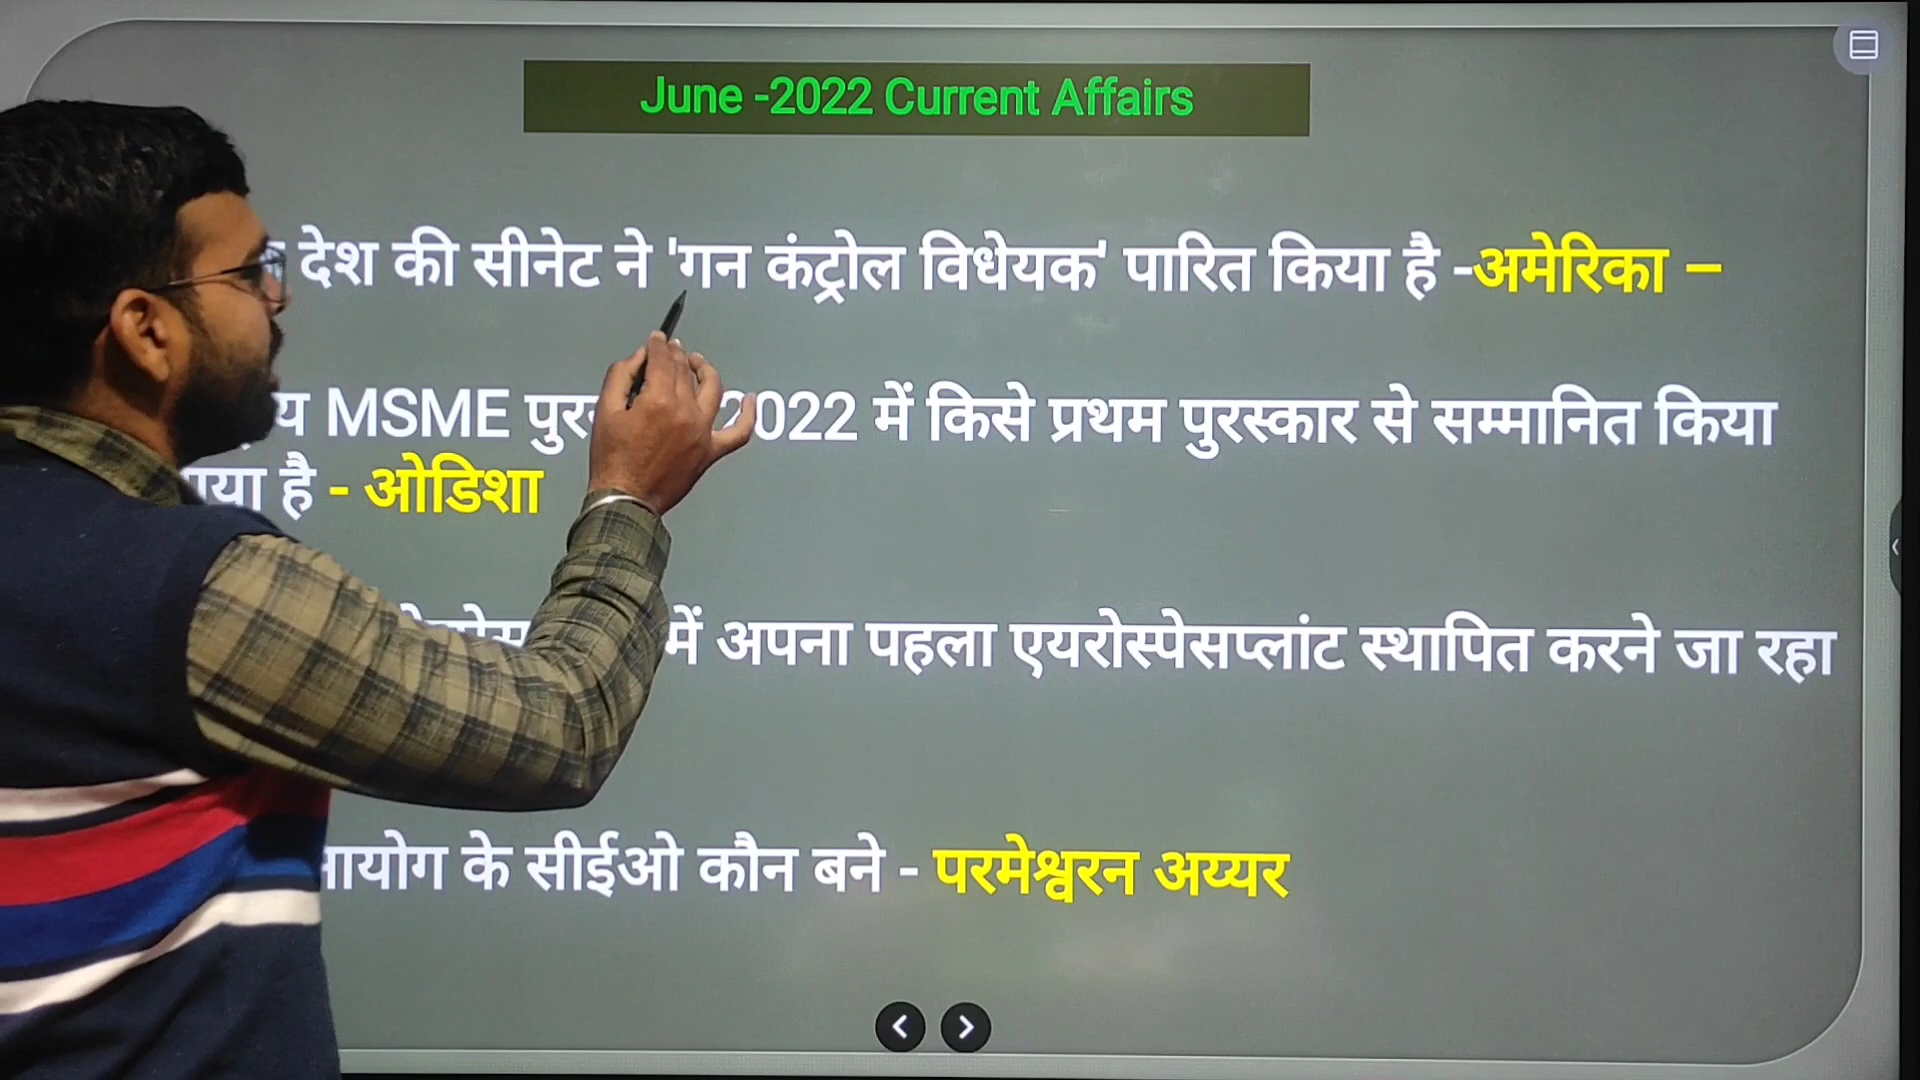 June -2022 Current Affairs
देश की सीनेट ने 'गन कंट्रोल विधेयक' पारित किया है -अमेरिका –
MSME 2022 में किसे प्रथम पुरस्कार से सम्मानित किया
है - ओडिशा
में अपना पहला एयरोस्पेसप्लांट स्थापित करने जा रहा
के सीईओ कौन बने - परमेश्वरन अय्यर